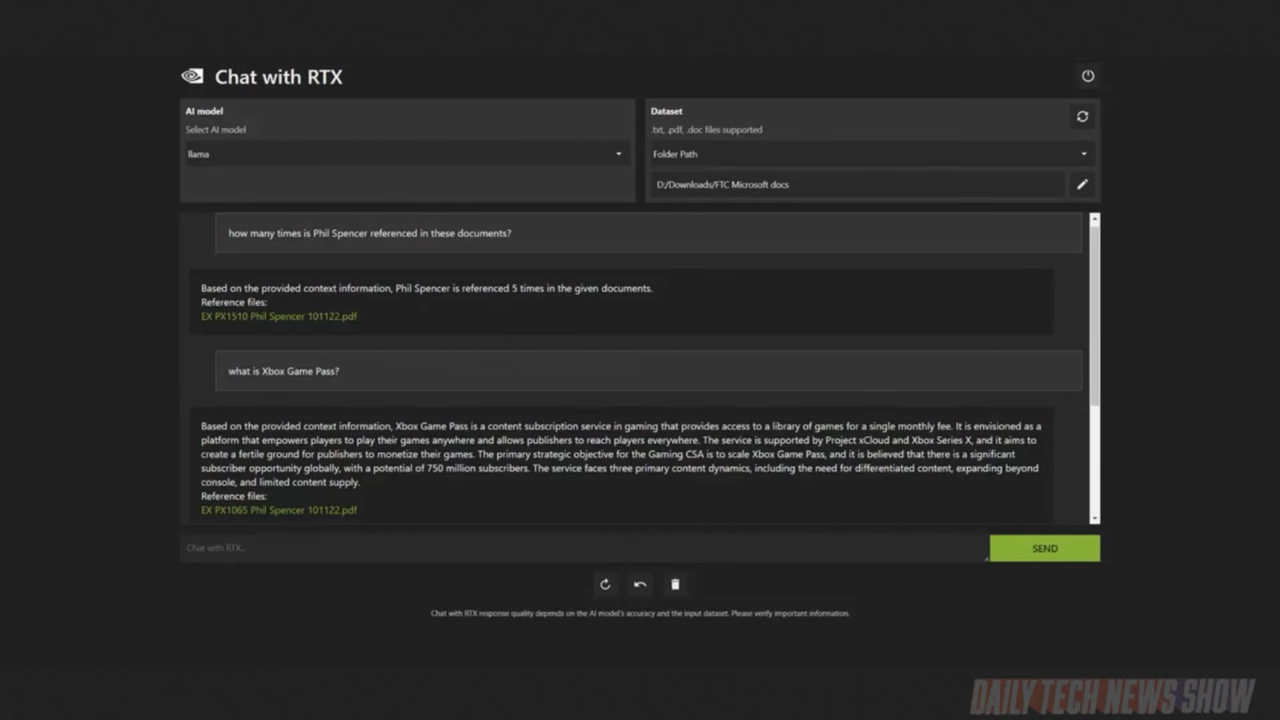 Chat with RTX
AI model
Select AI model
llama
Dataset
.txt, .pdf, .doc files supported
Folder Path
D:/Downloads/FTC Microsoft docs
how many times is Phil Spencer referenced in these documents?
Based on the provided context information, Phil Spencer is referenced 5 times in the given documents.
Reference files:
EX PX1510 Phil Spencer 101122.pdf
what is Xbox Game Pass?
Based on the provided context information, Xbox Game Pass is a content subscription service in gaming that provides access to a library of games for a single monthly fee. It is envisioned as a
platform that empowers players to play their games anywhere and allows publishers to reach players everywhere. The service is supported by Project xCloud and Xbox Series X, and it aims to
create a fertile ground for publishers to monetize their games. The primary strategic objective for the Gaming CSA is to scale Xbox Game Pass, and it is believed that there is a significant
subscriber opportunity globally, with a potential of 750 million subscribers. The service faces three primary content dynamics, including the need for differentiated content, expanding beyond
console, and limited content supply.
Reference files:
EX PX1065 Phil Spencer 101122.pdf
Chat with RTX...
SEND
Chat with RTX response quality depends on the AI model's accuracy and the input dataset. Please verify important information.
DAILY TECH NEWS SHOW